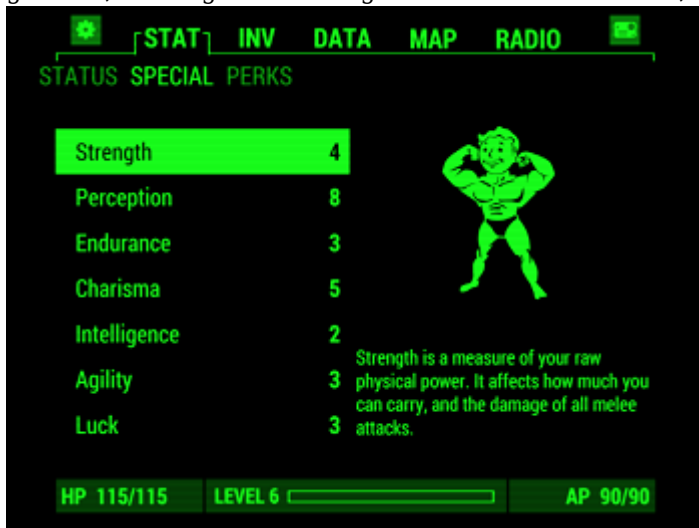 STAT INV DATA MAP RADIO
STATUS SPECIAL PERKS
Strength 4
Perception 8
Endurance 3
Charisma 5
Intelligence 2
Agility 3
Luck 3
Strength is a measure of your raw
physical power. It affects how much you
can carry, and the damage of all melee
attacks.
HP 115/115 LEVEL 6 AP 90/90